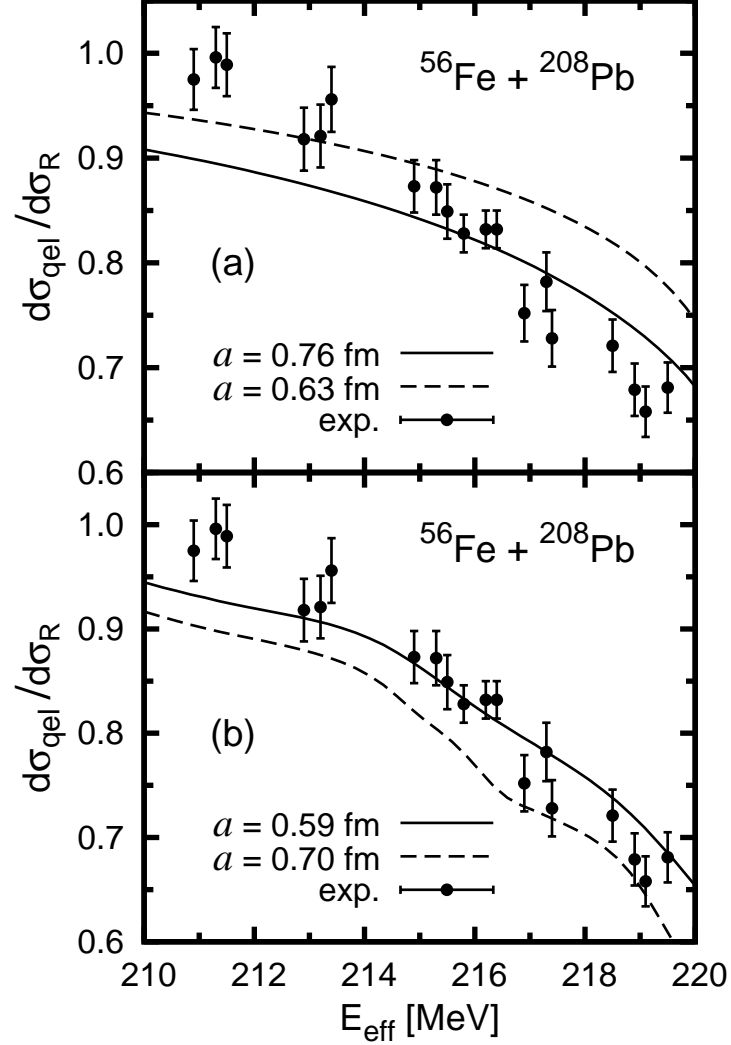 1.0
0.9
0.8
0.7
0.6
dσqel/dσR
56Fe + 208Pb
(a)
a = 0.76 fm
a = 0.63 fm
exp.
1.0
0.9
0.8
0.7
0.6
dσqel/dσR
56Fe + 208Pb
(b)
a = 0.59 fm
a = 0.70 fm
exp.
210 212 214 216 218 220
Eeff [MeV]